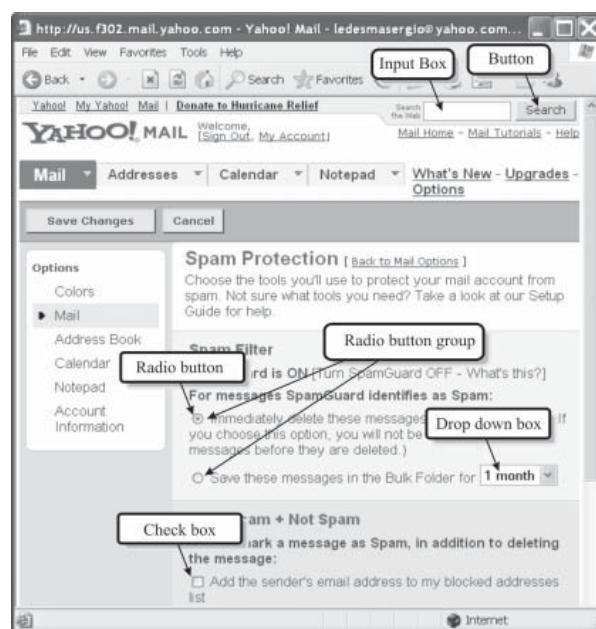 http://us.f302.mail.yahoo.com - Yahoo! Mail - ledesmasergio@yahoo.com...
File Edit View Favorites Tools Help
Input Box
Button
Back Search Favorites
Yahoo! My Yahoo! Mail Donate to Hurricane Relief
Search the Web
Search
YAHOO! MAIL
Welcome,
[Sign Out, My Account]
Mail Home - Mail Tutorials - Help
Mail Addresses Calendar Notepad What's New - Upgrades - Options
Save Changes Cancel
Options
Colors
Mail
Address Book
Calendar
Notepad
Account Information
Spam Protection [ Back to Mail Options ]
Choose the tools you'll use to protect your mail account from
spam. Not sure what tools you need? Take a look at our Setup
Guide for help.
Spam Filter
Radio button group
Radio button
is ON [Turn SpamGuard OFF - What's this?]
For messages SpamGuard identifies as Spam:
Immediately delete these messages If
you choose this option, you will not be
messages before they are deleted.)
Drop down box
Save these messages in the Bulk Folder for 1 month
Check box
+ Not Spam
a message as Spam, in addition to deleting
the message:
Add the sender's email address to my blocked addresses
list
Internet